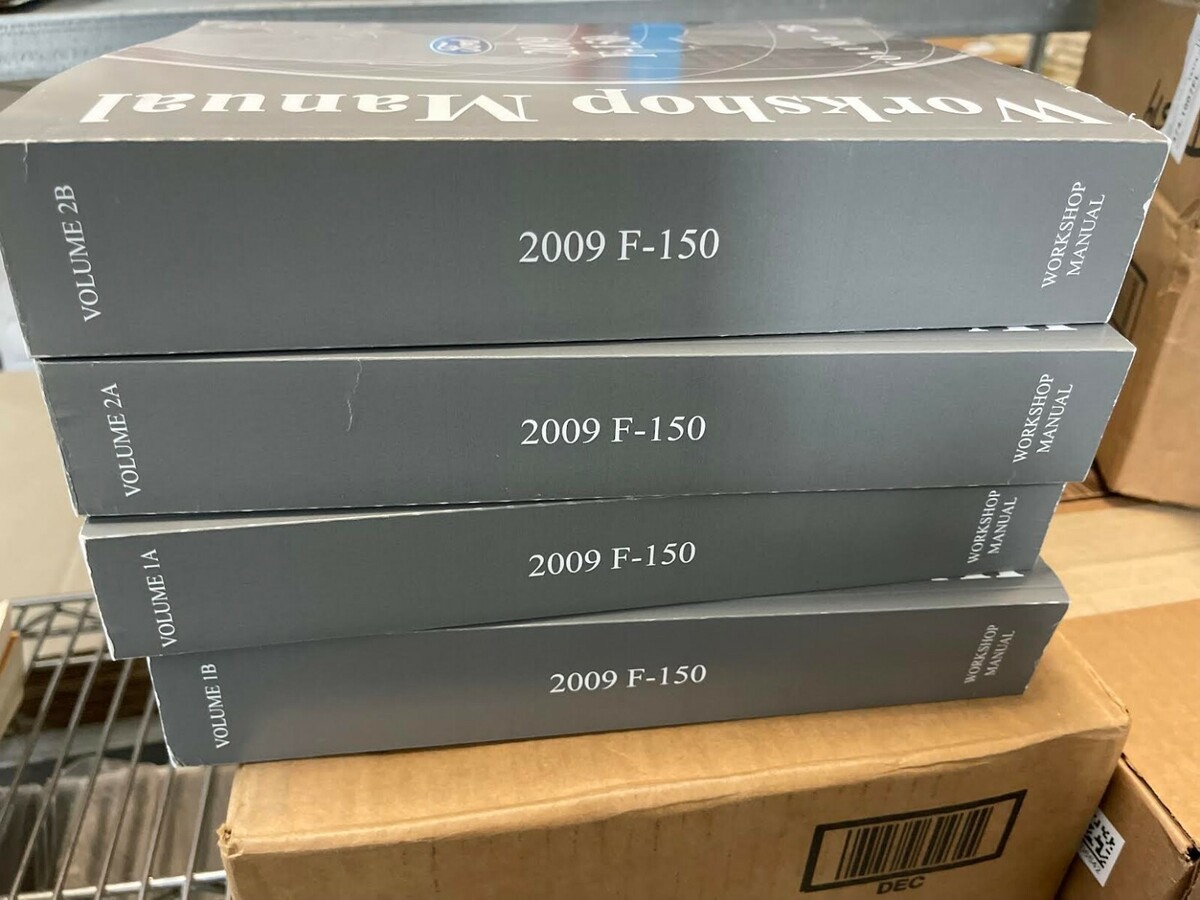 Workshop Manual
VOLUME 2B
2009 F-150
WORKSHOP
MANUAL
VOLUME 2A
2009 F-150
WORKSHOP
MANUAL
VOLUME 1A
2009 F-150
WORKSHOP
MANUAL
VOLUME 1B
2009 F-150
WORKSHOP
MANUAL
DEC